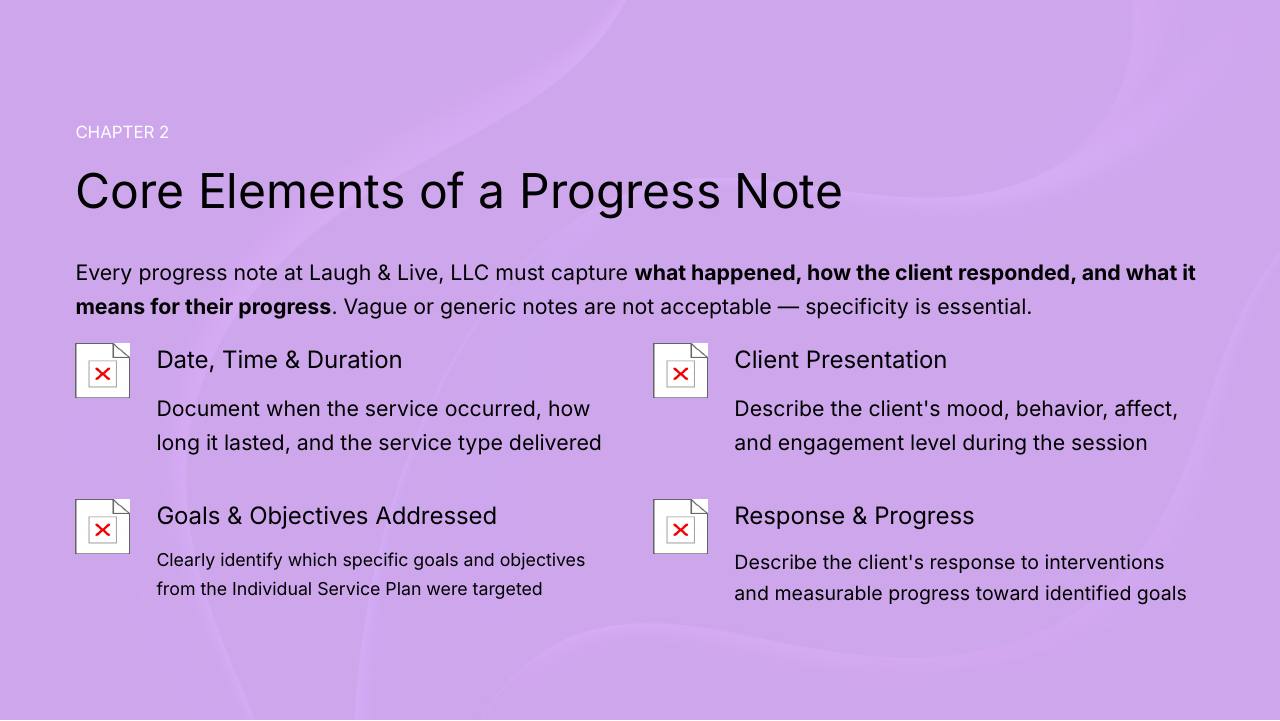 CHAPTER 2
Core Elements of a Progress Note
Every progress note at Laugh & Live, LLC must capture what happened, how the client responded, and what it
means for their progress. Vague or generic notes are not acceptable — specificity is essential.
Date, Time & Duration
Document when the service occurred, how
long it lasted, and the service type delivered
Client Presentation
Describe the client's mood, behavior, affect,
and engagement level during the session
Goals & Objectives Addressed
Clearly identify which specific goals and objectives
from the Individual Service Plan were targeted
Response & Progress
Describe the client's response to interventions
and measurable progress toward identified goals